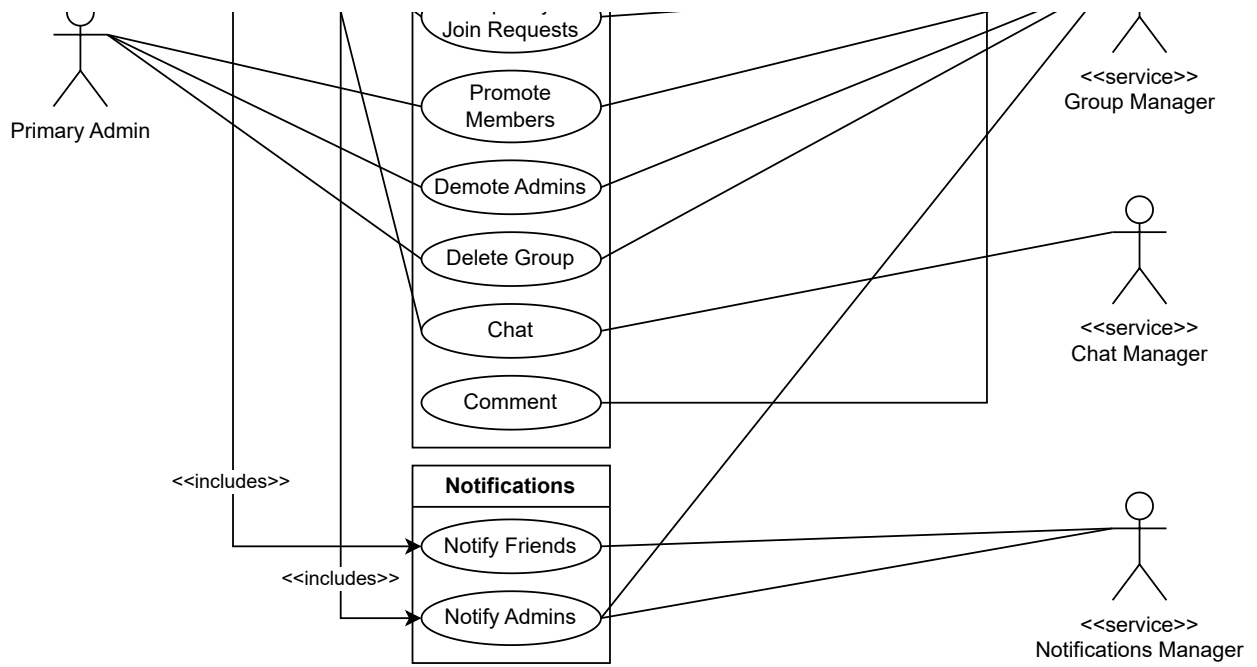 Join Requests
<<service>>
Group Manager
Promote
Members
Primary Admin
Demote Admins
Delete Group
Chat
<<service>>
Chat Manager
Comment
<<includes>>
Notifications
Notify Friends
<<includes>>
Notify Admins
<<service>>
Notifications Manager